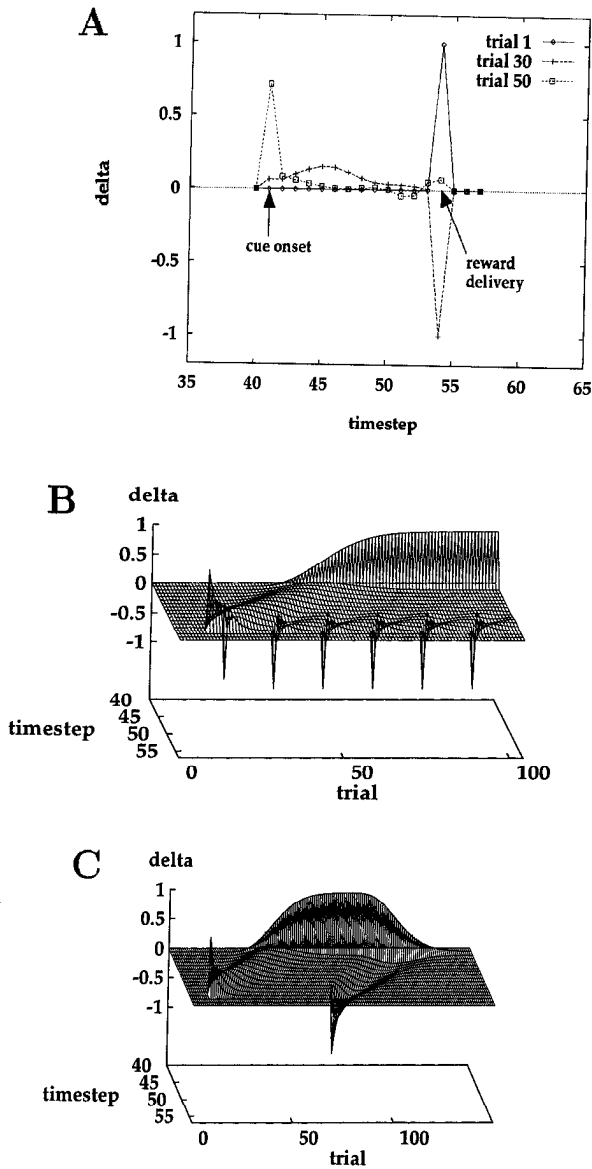 A
trial 1
trial 30
trial 50
1
0.5
0
-0.5
-1
delta
cue onset
reward
delivery
35 40 45 50 55 60 65
timestep
B
delta
1
0.5
0
-0.5
-1
40
45
50
55
timestep
0 50 100
trial
C
delta
1
0.5
0
-0.5
-1
40
45
50
55
timestep
0 50 100
trial